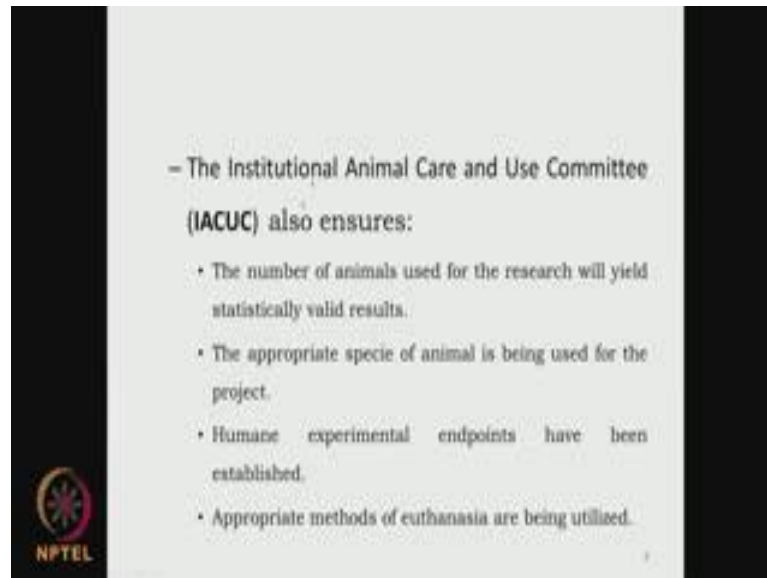 – The Institutional Animal Care and Use Committee
(IACUC) also ensures:
• The number of animals used for the research will yield
statistically valid results.
• The appropriate specie of animal is being used for the
project.
• Humane experimental endpoints have been
established.
• Appropriate methods of euthanasia are being utilized.
NPTEL